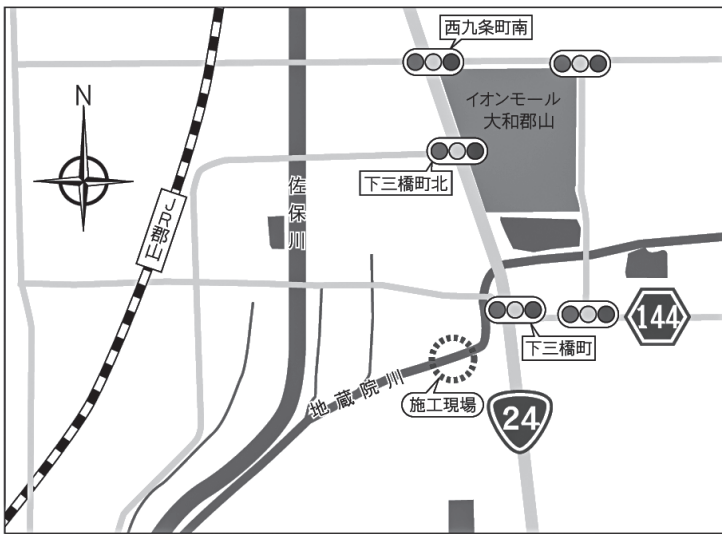 西九条町南
N
イオンモール
大和郡山
下三橋町北
佐保川
JR郡山
144
下三橋町
地蔵院川
施工現場
24